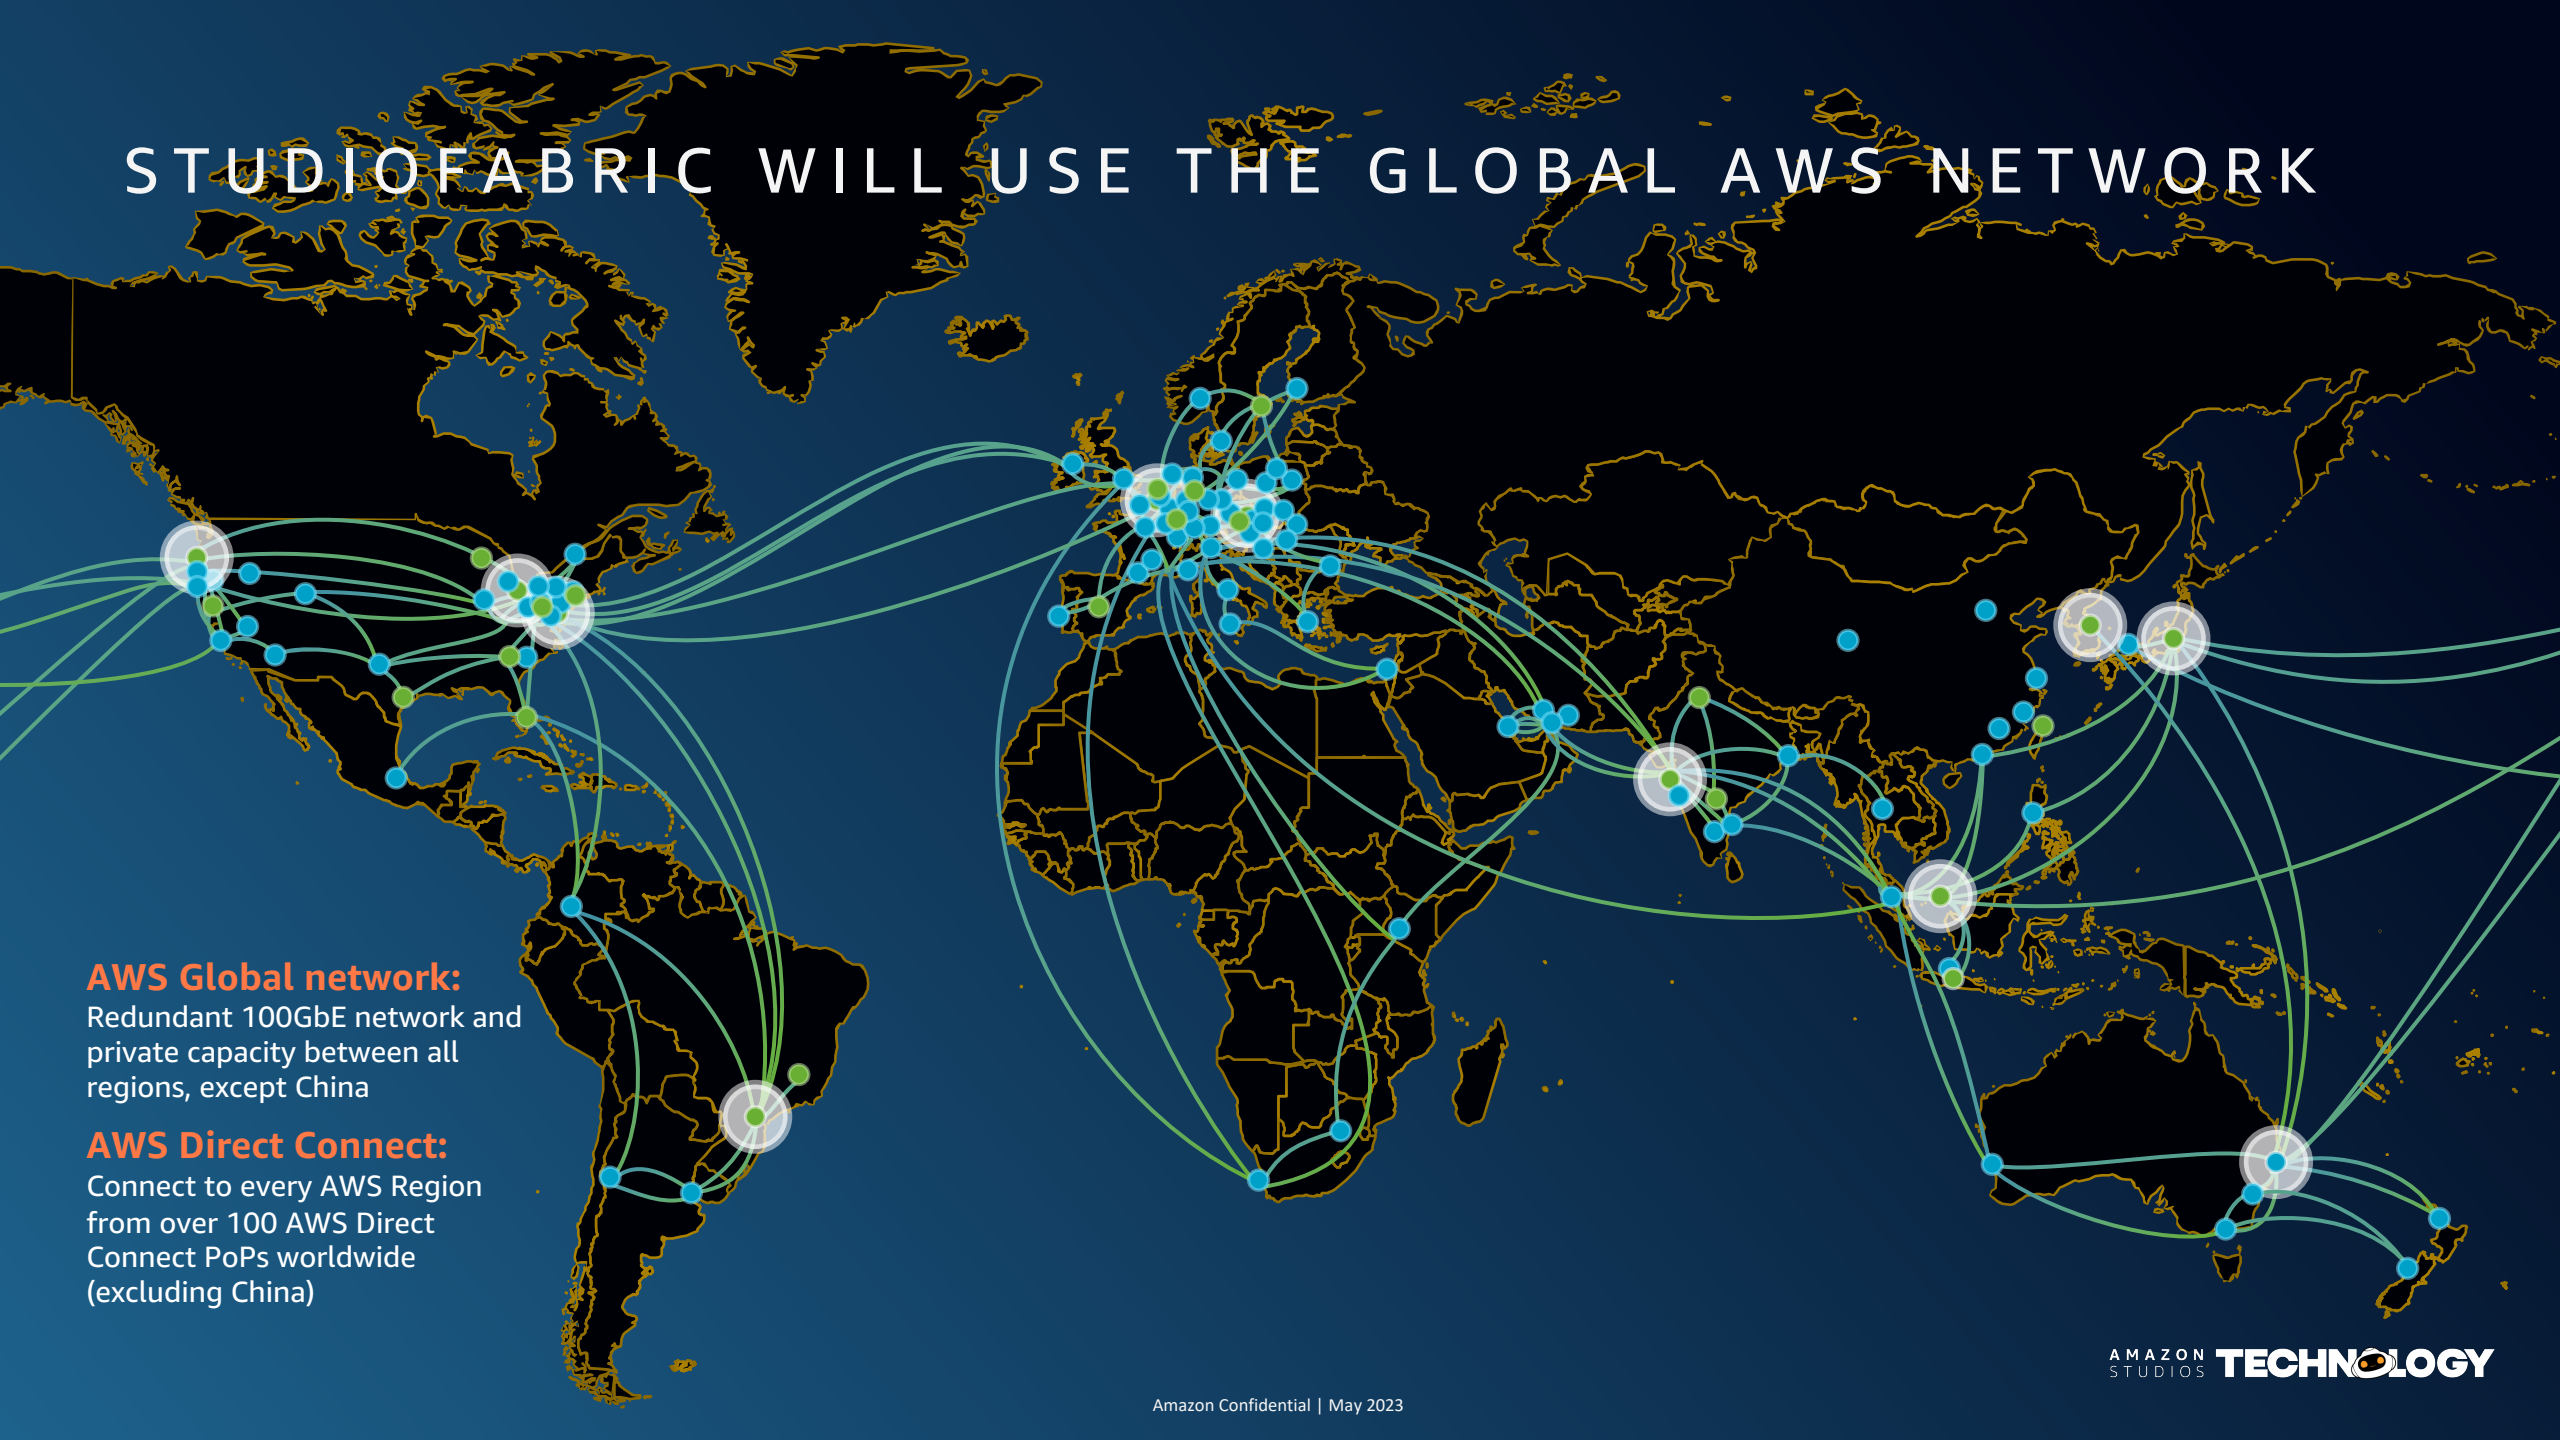 STUDIOFABRIC WILL USE THE GLOBAL AWS NETWORK
AWS Global network:
Redundant 100GbE network and
private capacity between all
regions, except China
AWS Direct Connect:
Connect to every AWS Region
from over 100 AWS Direct
Connect PoPs worldwide
(excluding China)
AMAZON
STUDIOS
TECHNOLOGY
Amazon Confidential | May 2023